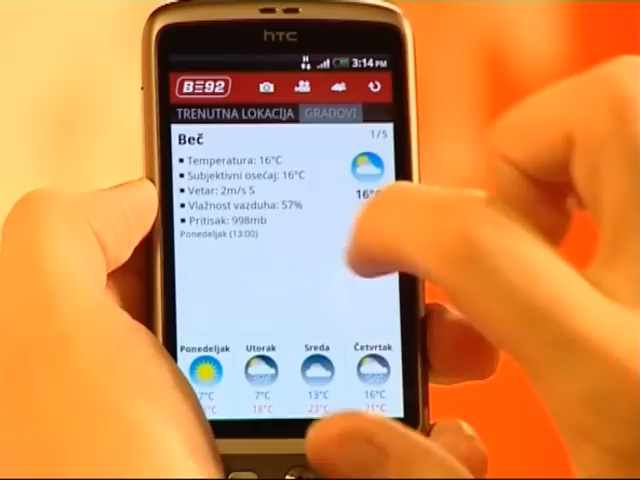 hTC
H 3:14 PM
B92
TRENUTNA LOKACIJA GRADOVI
Beč 1/5
Temperatura: 16°C
Subjektivni osećaj: 16°C
Vetar: 2m/s S
16°
Vlažnost vazduha: 57%
Pritisak: 998mb
Ponedeljak (13:00)
Ponedeljak Utorak Sreda Četvrtak
7°C 7°C 13°C 16°C
°C 18°C 23°C 21°C